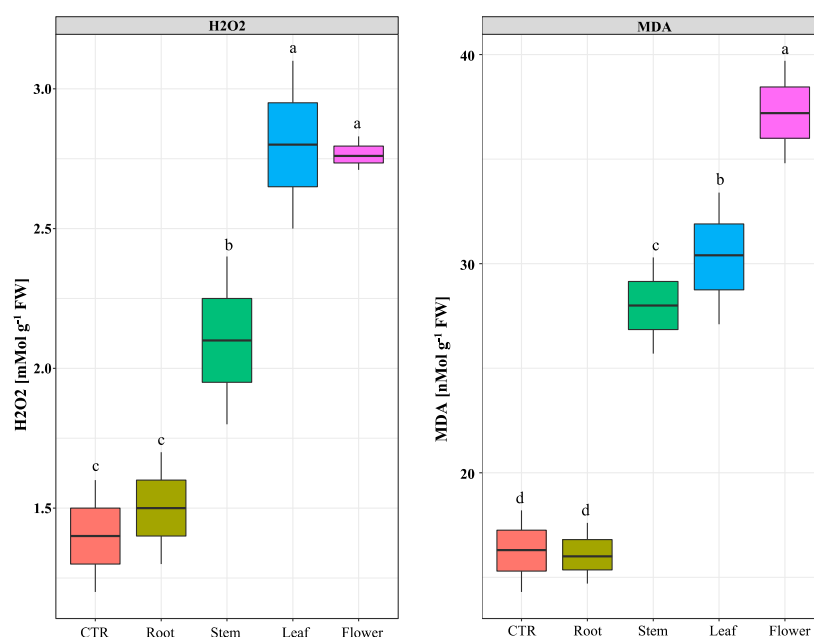 H2O2
H2O2 [mMol g-1 FW]
3.0
2.5
2.0
1.5
a
a
b
c
c
CTR Root Stem Leaf Flower
MDA
MDA [nMol g-1 FW]
40
30
20
a
b
c
d
d
CTR Root Stem Leaf Flower